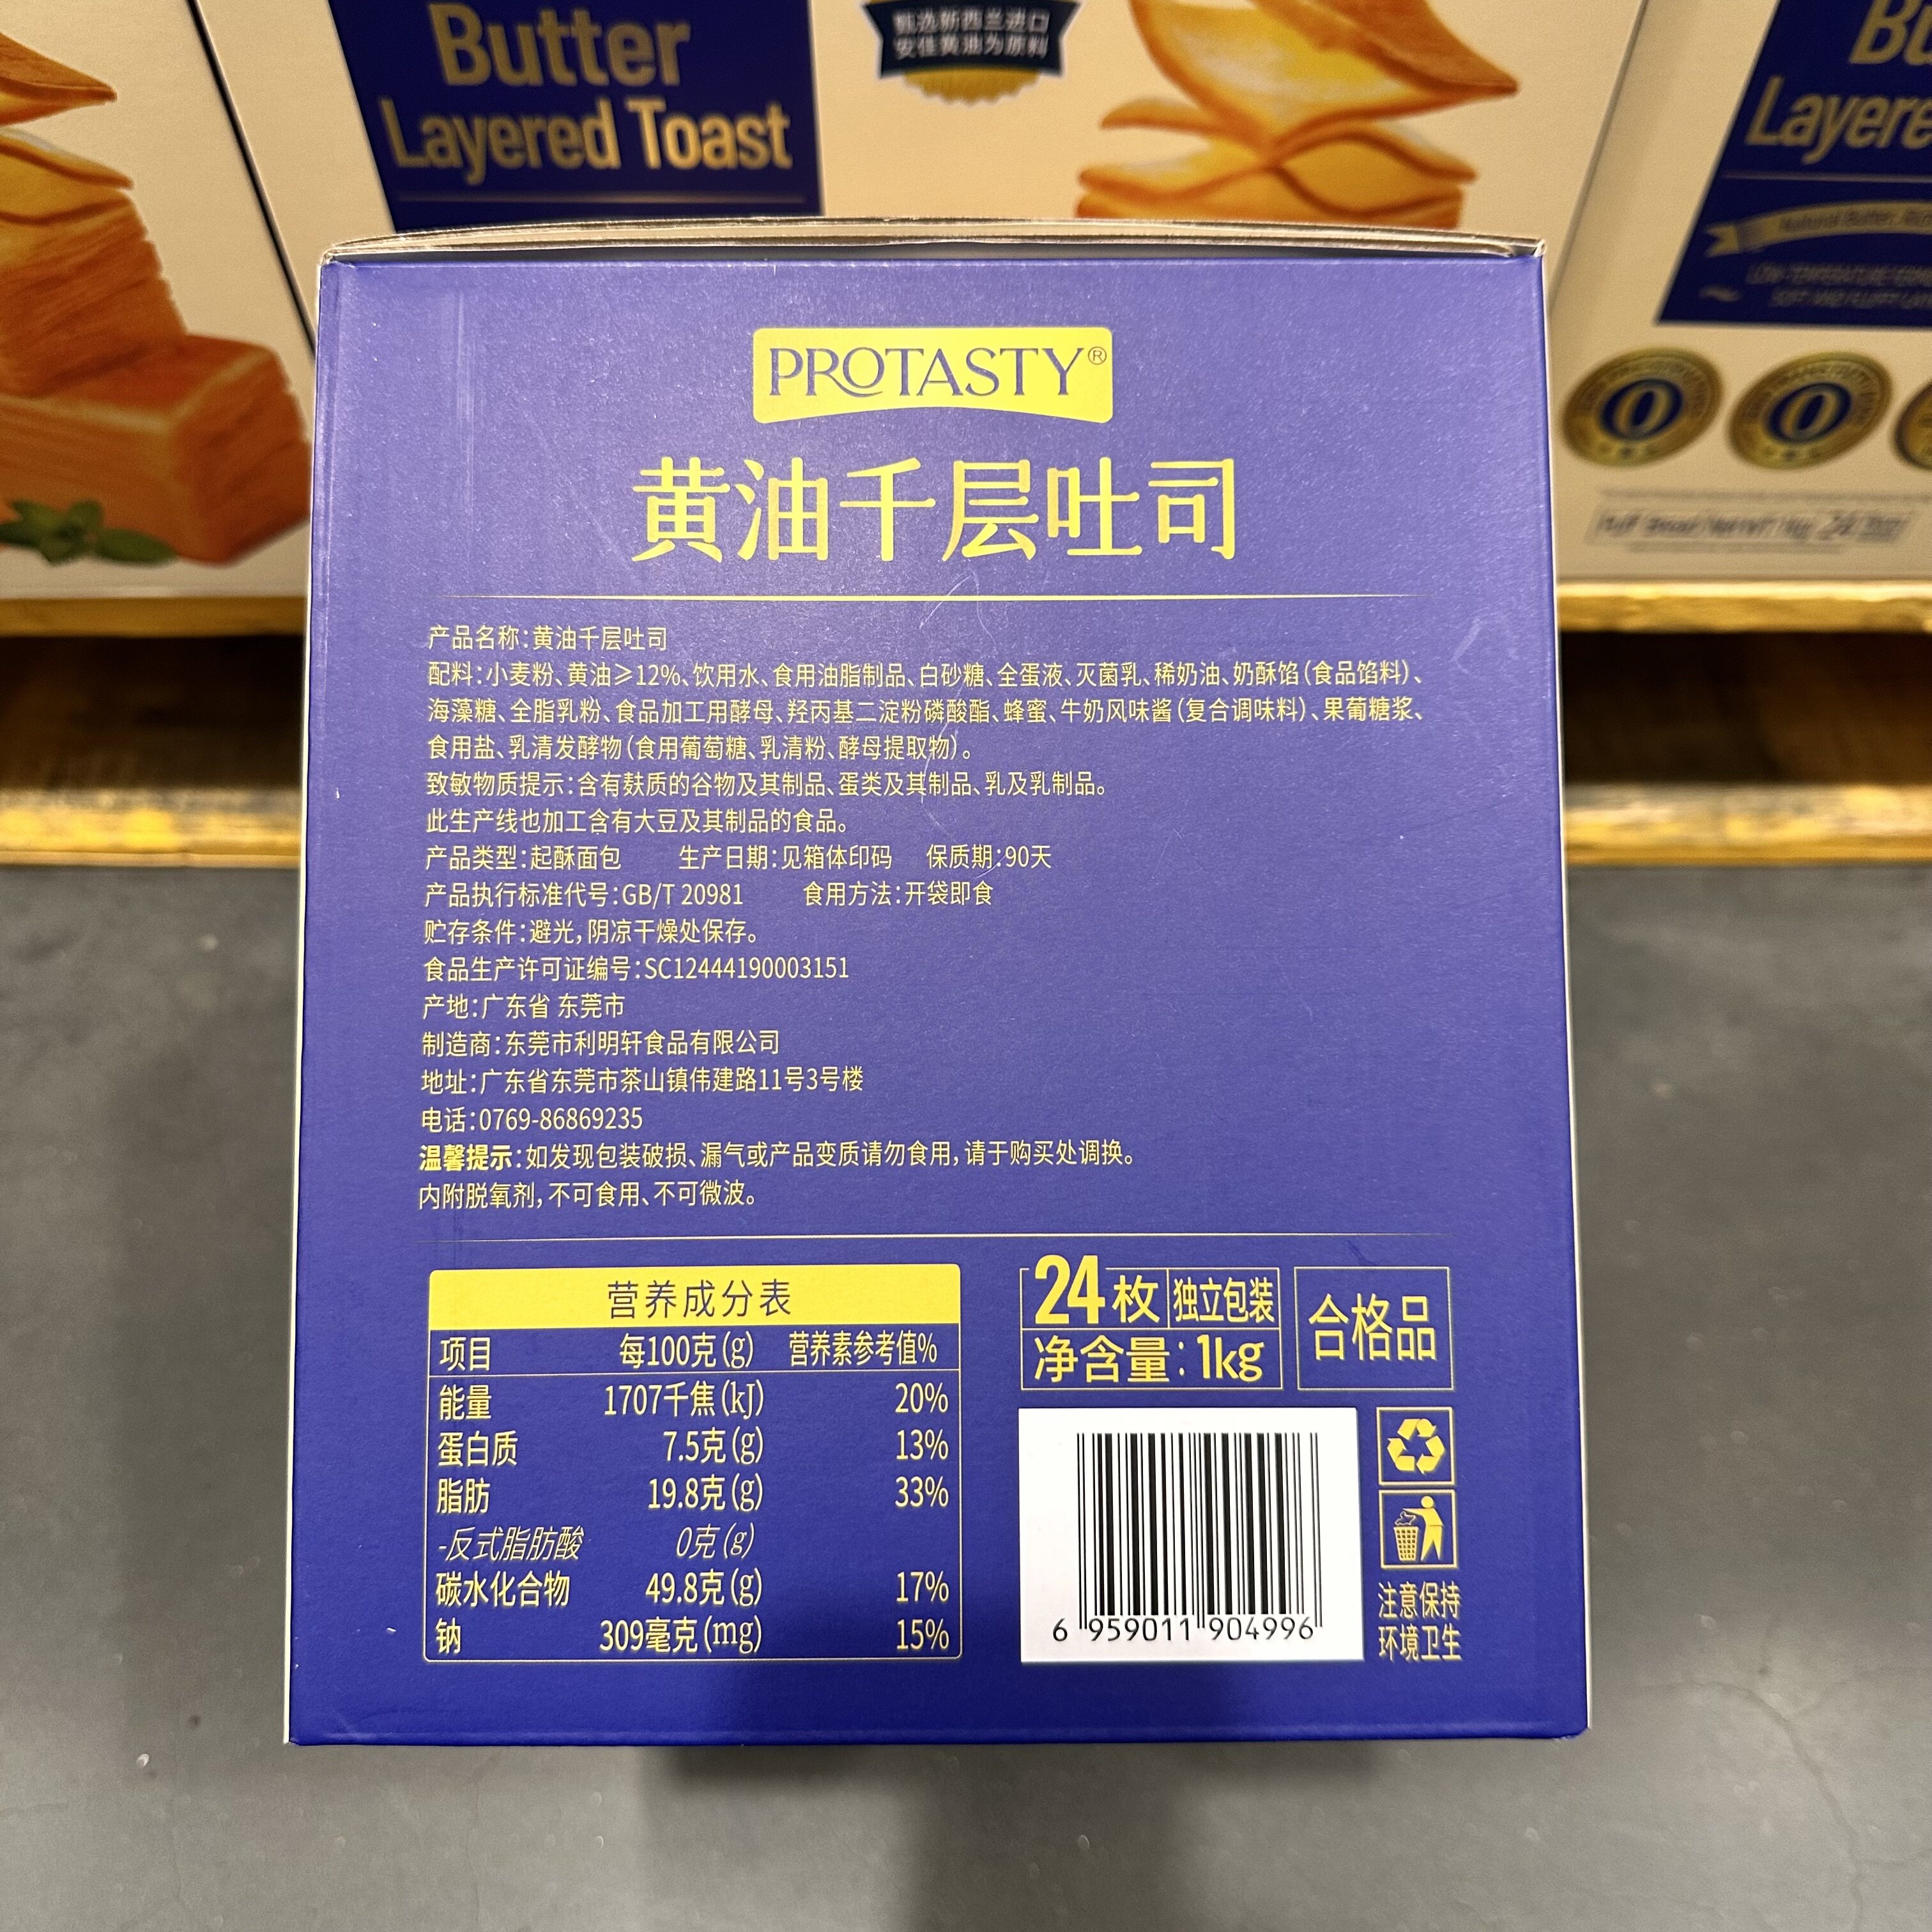 Butter
Layered Toast
甄选新西兰进口
安佳黄油为原料
Layere
PROTASTY®
黄油千层吐司
产品名称:黄油千层吐司
配料:小麦粉、黄油≥12%、饮用水、食用油脂制品、白砂糖、全蛋液、灭菌乳、稀奶油、奶酥馅(食品馅料)、
海藻糖、全脂乳粉、食品加工用酵母、羟丙基二淀粉磷酸酯、蜂蜜、牛奶风味酱(复合调味料)、果葡糖浆、
食用盐、乳清发酵物(食用葡萄糖、乳清粉、酵母提取物)。
致敏物质提示:含有麸质的谷物及其制品、蛋类及其制品、乳及乳制品。
此生产线也加工含有大豆及其制品的食品。
产品类型:起酥面包 生产日期:见箱体印码 保质期:90天
产品执行标准代号:GB/T 20981 食用方法:开袋即食
贮存条件:避光,阴凉干燥处保存。
食品生产许可证编号:SC12444190003151
产地:广东省 东莞市
制造商:东莞市利明轩食品有限公司
地址:广东省东莞市茶山镇伟建路11号3号楼
电话:0769-86869235
温馨提示:如发现包装破损、漏气或产品变质请勿食用,请于购买处调换。
内附脱氧剂,不可食用、不可微波。
营养成分表
项目 每100克(g) 营养素参考值%
能量 1707千焦(kJ) 20%
蛋白质 7.5克(g) 13%
脂肪 19.8克(g) 33%
-反式脂肪酸 0克(g)
碳水化合物 49.8克(g) 17%
钠 309毫克(mg) 15%
24枚 独立包装
净含量:1kg
合格品
6 959011 904996
注意保持
环境卫生
0
0